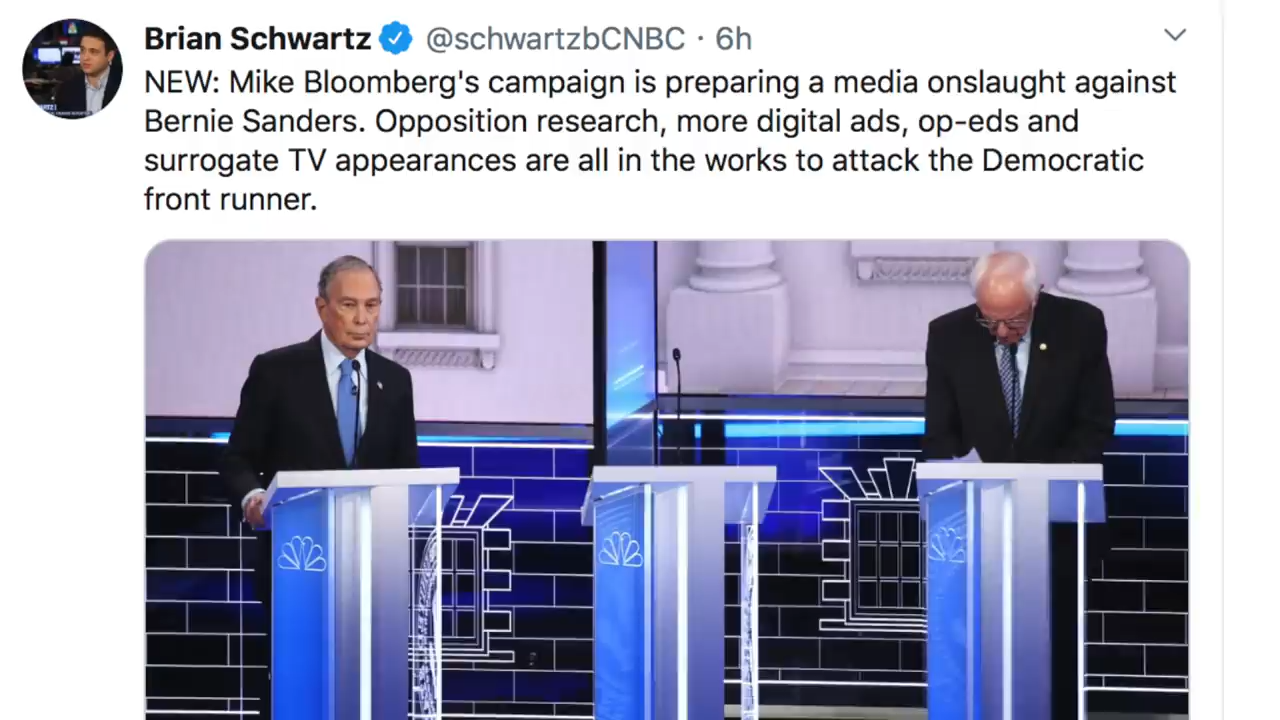 Brian Schwartz @schwartzbCNBC · 6h
NEW: Mike Bloomberg's campaign is preparing a media onslaught against
Bernie Sanders. Opposition research, more digital ads, op-eds and
surrogate TV appearances are all in the works to attack the Democratic
front runner.